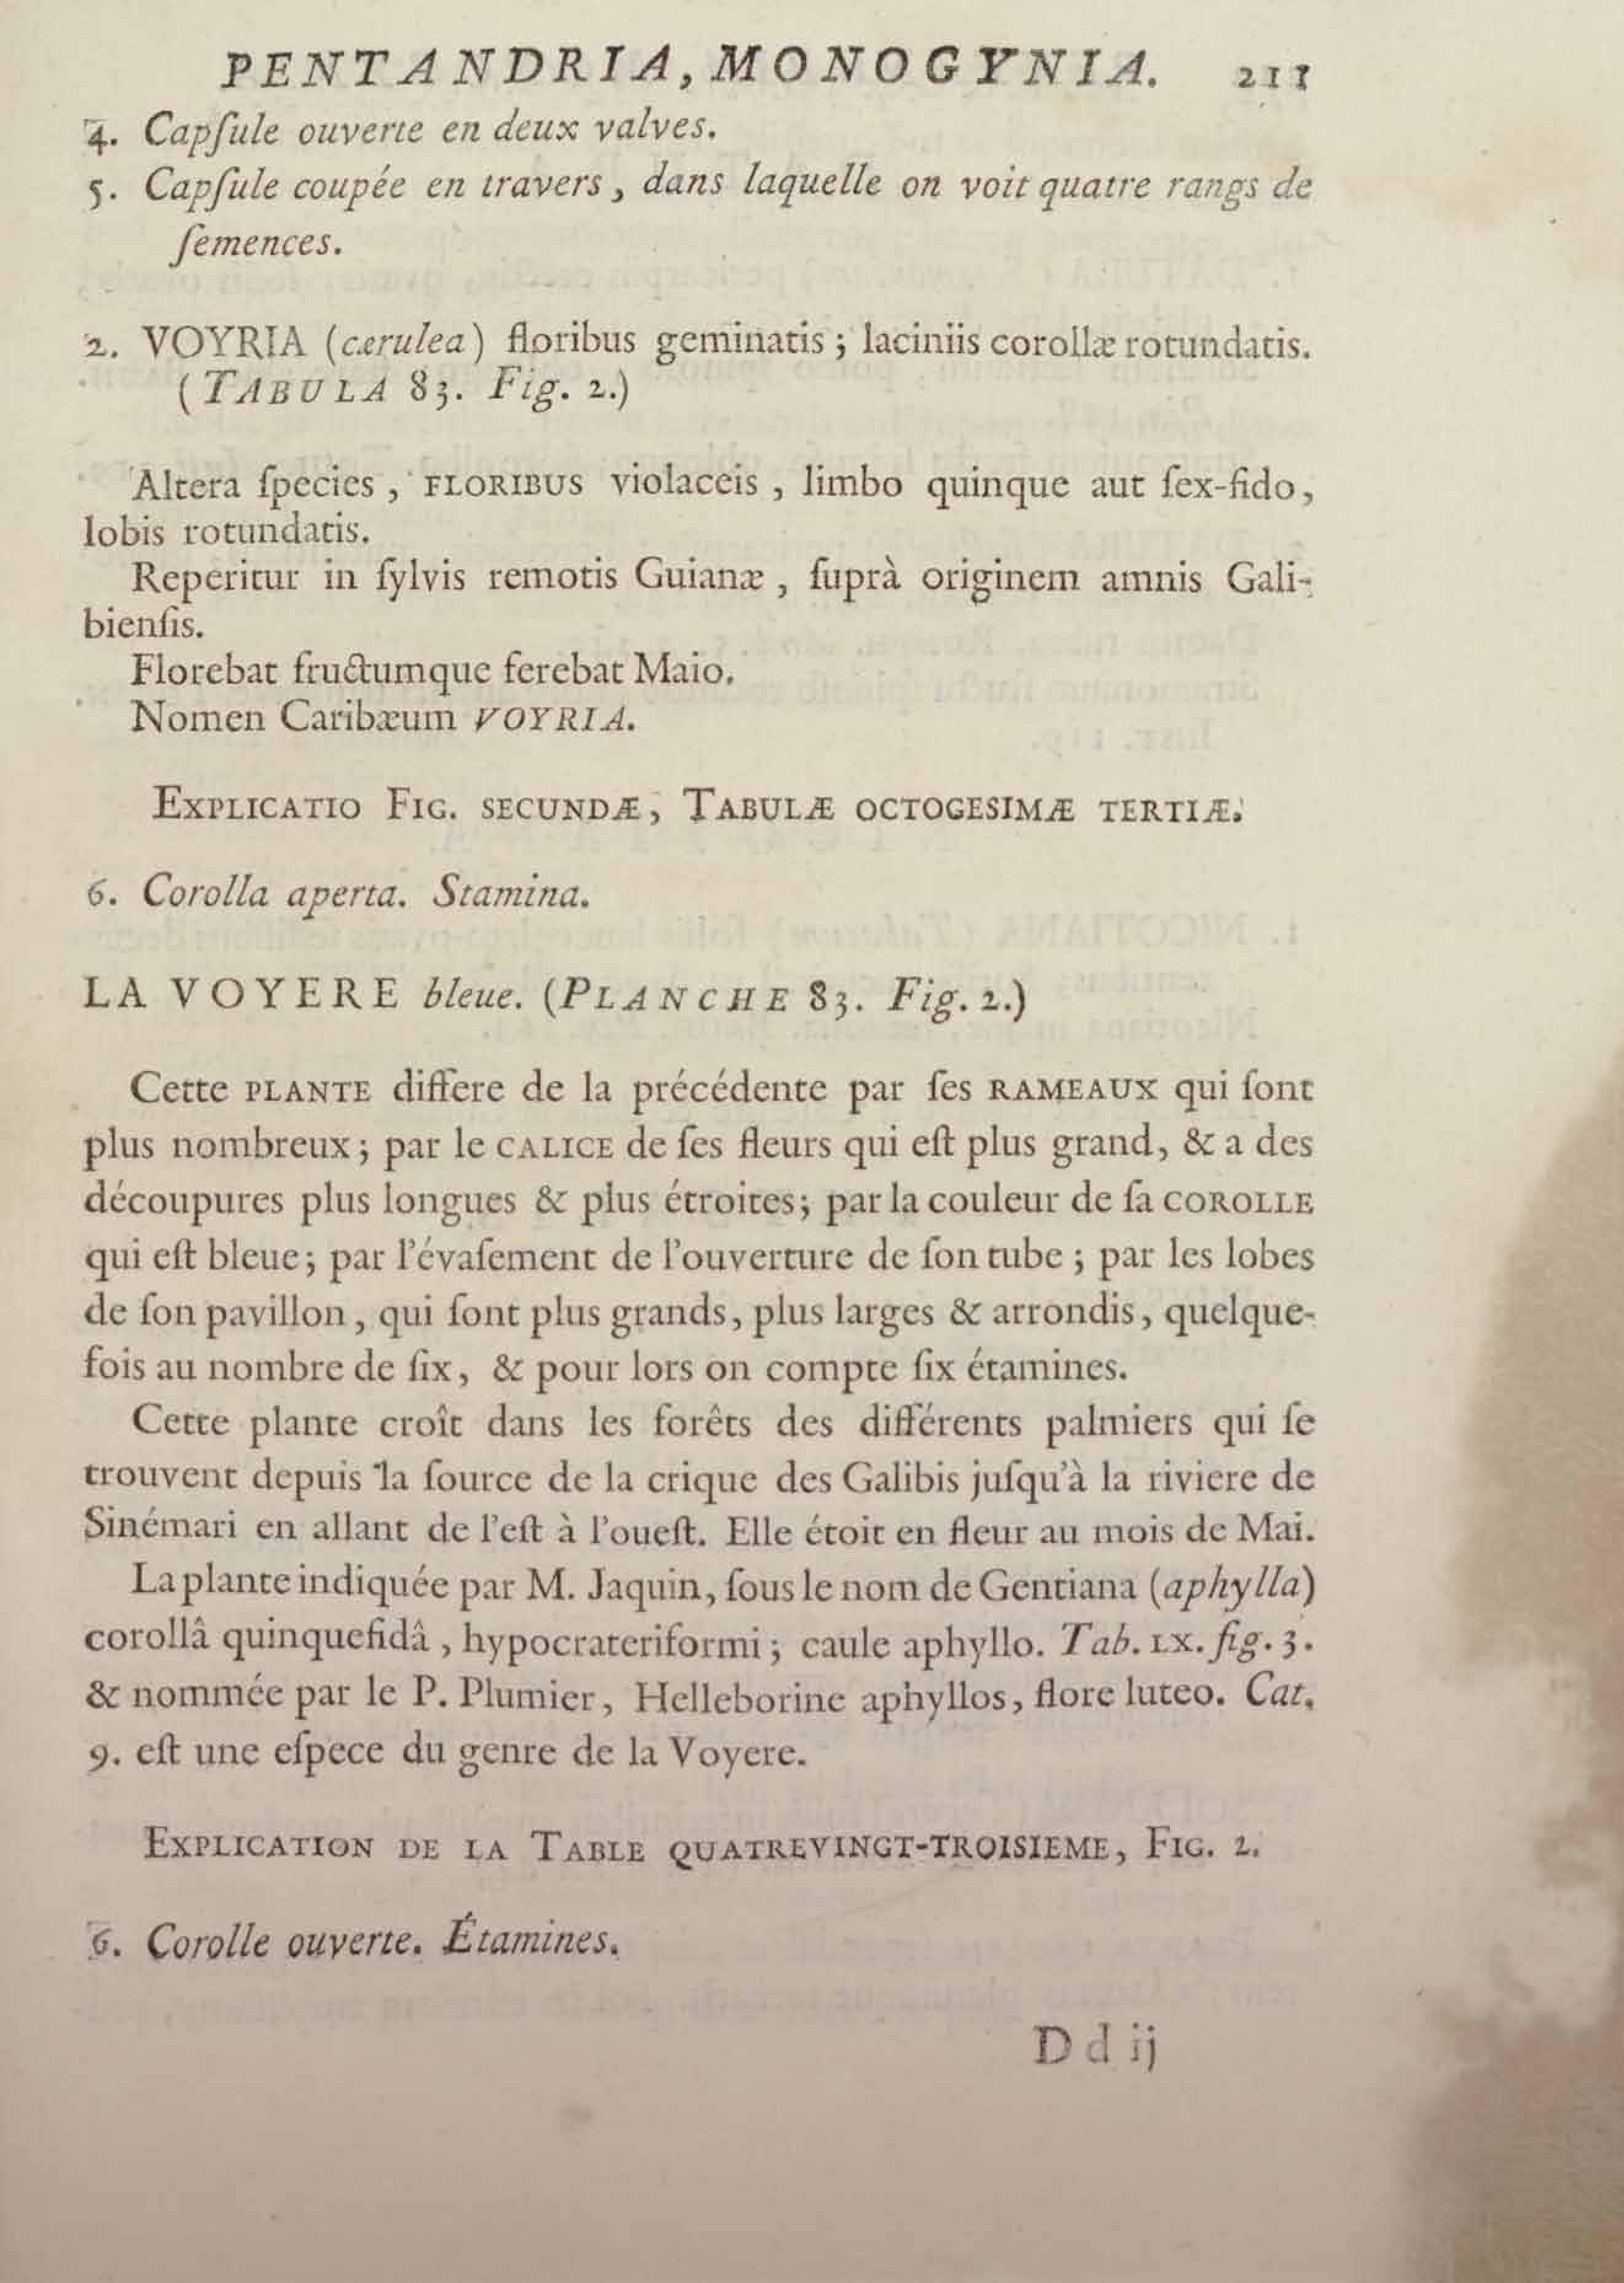 PENTANDRIA, MONOGYNIA. 211
4. Capſule ouverte en deux valves.
5. Capſule coupée en travers, dans laquelle on voit quatre rangs de
ſemences.
2. VOYRIA (cærulea) floribus geminatis; laciniis corollæ rotundatis.
(TABULA 83. Fig. 2.)
Altera ſpecies, FLORIBUS violaceis, limbo quinque aut ſex-fido,
lobis rotundatis.
Reperitur in ſylvis remotis Guianæ, ſuprà originem amnis Gali-
bienſis.
Florebat fructumque ferebat Maio.
Nomen Caribæum VOYRIA.
EXPLICATIO FIG. SECUNDÆ, TABULÆ OCTOGESIMÆ TERTIÆ.
6. Corolla aperta. Stamina.
LA VOYERE bleue. (PLANCHE 83. Fig. 2.)
Cette PLANTE differe de la précédente par ſes RAMEAUX qui ſont
plus nombreux; par le CALICE de ſes fleurs qui eſt plus grand, & a des
découpures plus longues & plus étroites; par la couleur de ſa COROLLE
qui eſt bleue; par l'évaſement de l'ouverture de ſon tube; par les lobes
de ſon pavillon, qui ſont plus grands, plus larges & arrondis, quelque-
fois au nombre de ſix, & pour lors on compte ſix étamines.
Cette plante croît dans les forêts des différents palmiers qui ſe
trouvent depuis la ſource de la crique des Galibis juſqu'à la riviere de
Sinémari en allant de l'eſt à l'oueſt. Elle étoit en fleur au mois de Mai.
La plante indiquée par M. Jaquin, ſous le nom de Gentiana (aphylla)
corollâ quinquefidâ, hypocrateriformi; caule aphyllo. Tab. LX. fig. 3.
& nommée par le P. Plumier, Helleborine aphyllos, flore luteo. Cat.
9. eſt une eſpece du genre de la Voyere.
EXPLICATION DE LA TABLE QUATREVINGT-TROISIEME, FIG. 2.
6. Corolle ouverte. Étamines.
D d ij